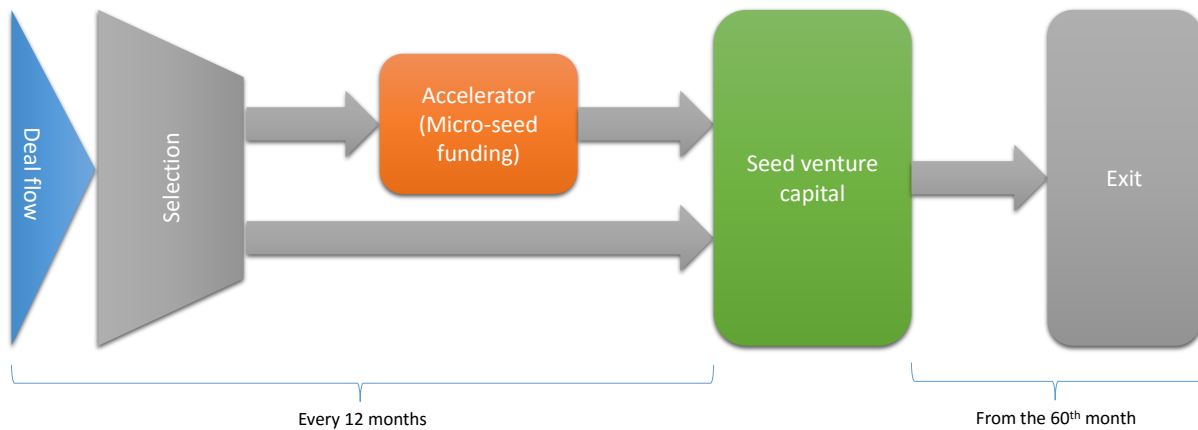 Deal flow
Selection
Accelerator
(Micro-seed
funding)
Seed venture
capital
Exit
Every 12 months
From the 60th month